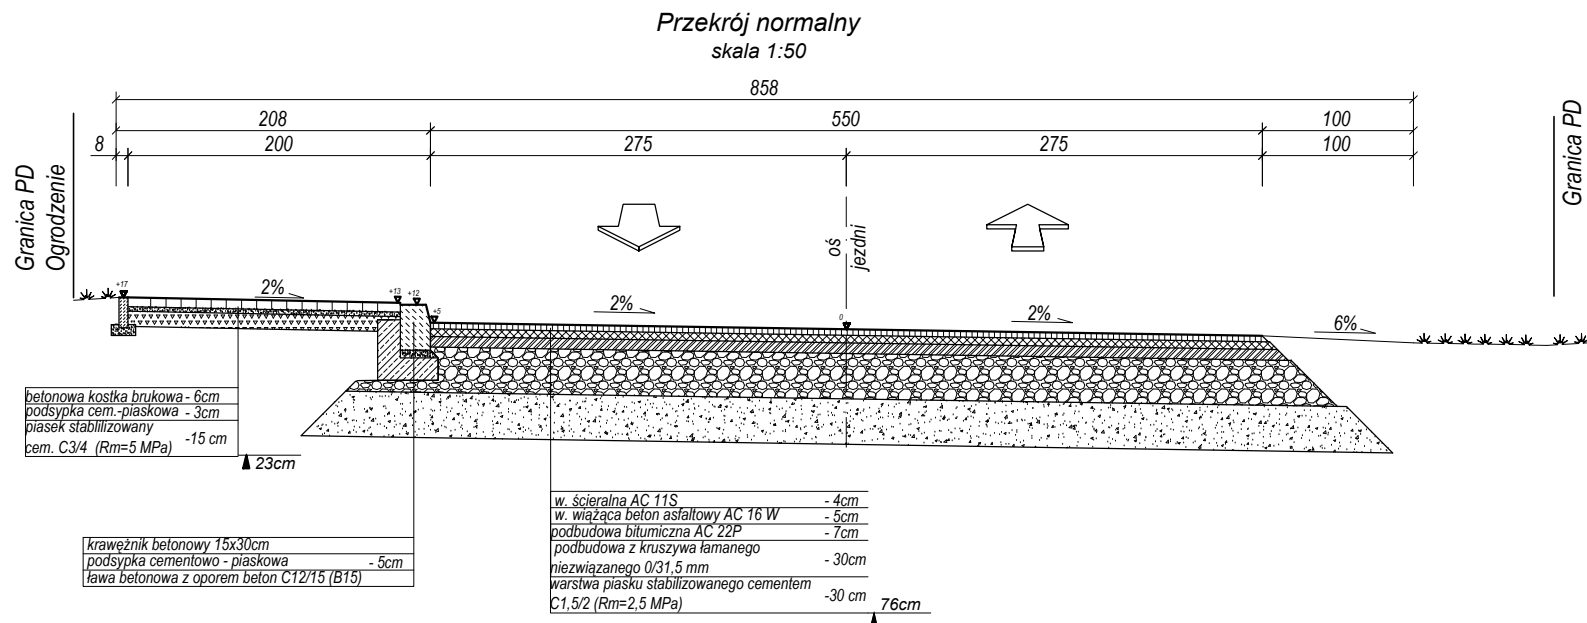 Przekrój normalny
skala 1:50
858
208 550 100
8 200 275 275 100
Granica PD
Ogrodzenie
Granica PD
oś
jezdni
+17 2% +13 +12 +5 2% 0 2% 6%
betonowa kostka brukowa - 6cm
podsypka cem.-piaskowa - 3cm
piasek stablilizowany
cem. C3/4 (Rm=5 MPa) -15 cm
23cm
krawężnik betonowy 15x30cm
podsypka cementowo - piaskowa - 5cm
ława betonowa z oporem beton C12/15 (B15)
w. ścieralna AC 11S - 4cm
w. wiążąca beton asfaltowy AC 16 W - 5cm
podbudowa bitumiczna AC 22P - 7cm
podbudowa z kruszywa łamanego
niezwiązanego 0/31,5 mm - 30cm
warstwa piasku stabilizowanego cementem
C1,5/2 (Rm=2,5 MPa) -30 cm
76cm